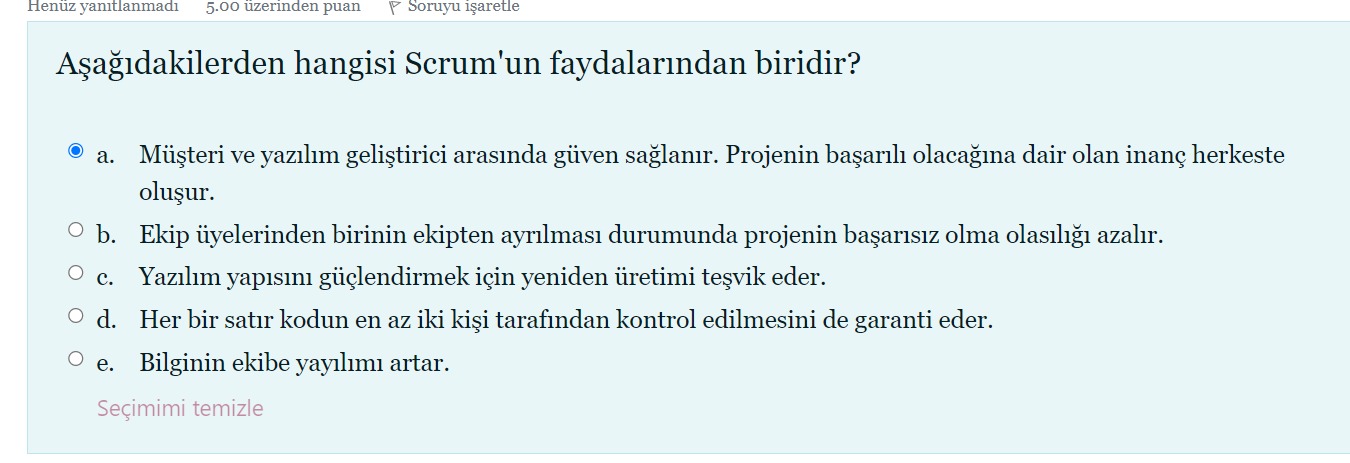 Henüz yanıtlanmadı 5.00 üzerinden puan Soruyu işaretle
Aşağıdakilerden hangisi Scrum'un faydalarından biridir?
a. Müşteri ve yazılım geliştirici arasında güven sağlanır. Projenin başarılı olacağına dair olan inanç herkeste
oluşur.
b. Ekip üyelerinden birinin ekipten ayrılması durumunda projenin başarısız olma olasılığı azalır.
c. Yazılım yapısını güçlendirmek için yeniden üretimi teşvik eder.
d. Her bir satır kodun en az iki kişi tarafından kontrol edilmesini de garanti eder.
e. Bilginin ekibe yayılımı artar.
Seçimimi temizle